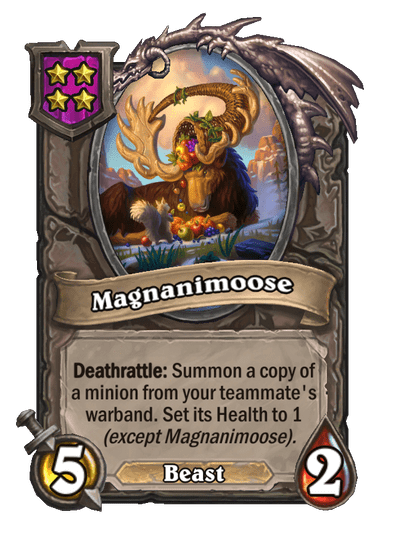 Magnanimoose
Deathrattle: Summon a copy of
a minion from your teammate's
warband. Set its Health to 1
(except Magnanimoose).
5
Beast
2